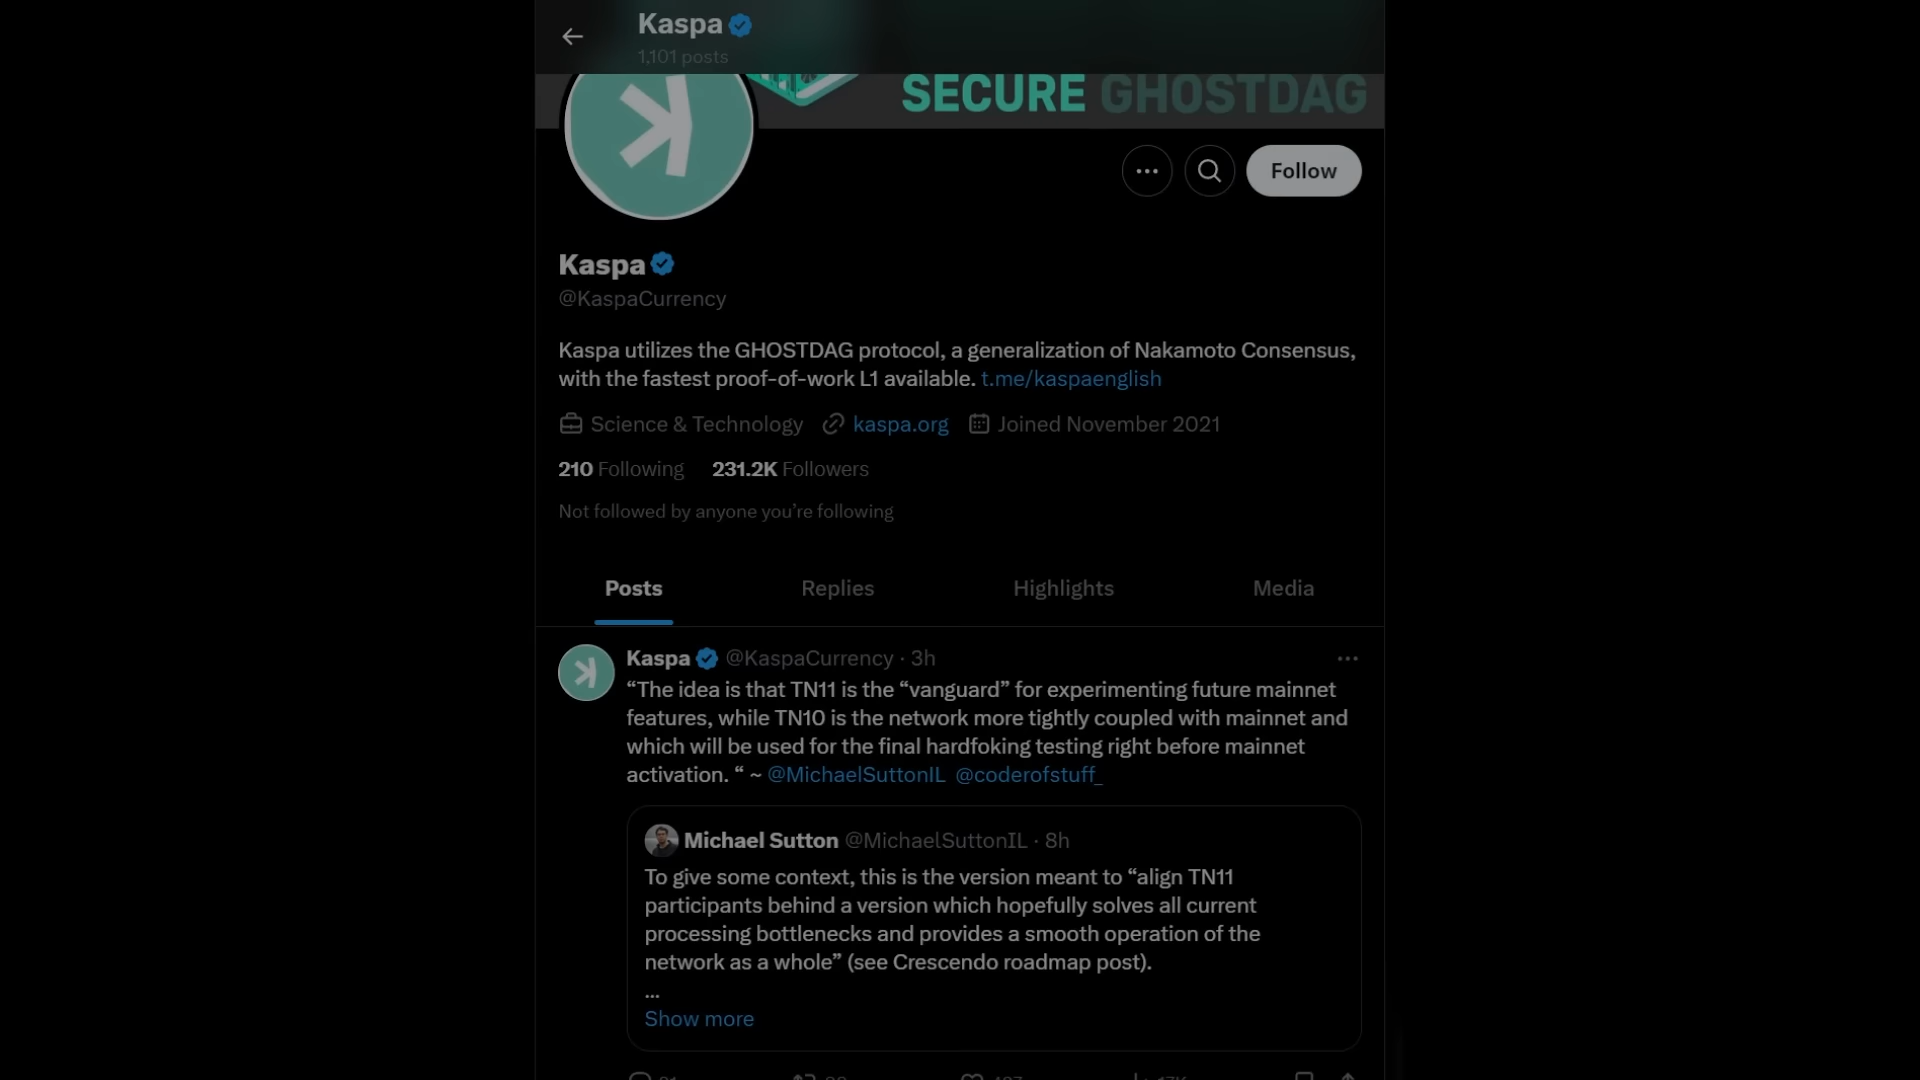 Kaspa
1,101 posts
SECURE GHOSTDAG
Follow
Kaspa
@KaspaCurrency
Kaspa utilizes the GHOSTDAG protocol, a generalization of Nakamoto Consensus,
with the fastest proof-of-work L1 available. t.me/kaspaenglish
Science & Technology kaspa.org Joined November 2021
210 Following 231.2K Followers
Not followed by anyone you’re following
Posts Replies Highlights Media
Kaspa @KaspaCurrency · 3h
“The idea is that TN11 is the “vanguard” for experimenting future mainnet
features, while TN10 is the network more tightly coupled with mainnet and
which will be used for the final hardfoking testing right before mainnet
activation. “ ~ @MichaelSuttonIL @coderofstuff_
Michael Sutton @MichaelSuttonIL · 8h
To give some context, this is the version meant to “align TN11
participants behind a version which hopefully solves all current
processing bottlenecks and provides a smooth operation of the
network as a whole” (see Crescendo roadmap post).
...
Show more